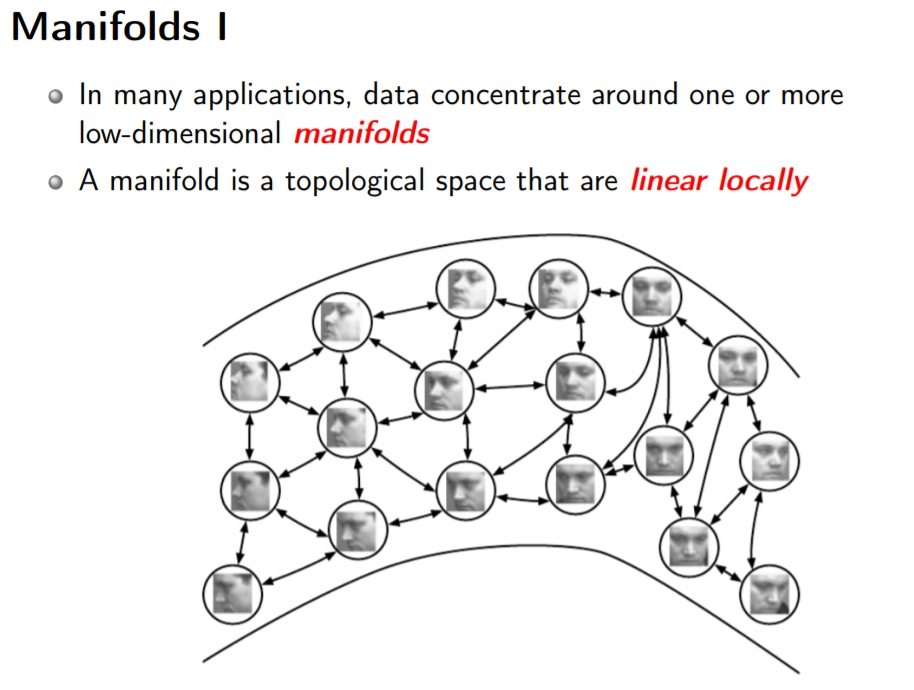 Manifolds I
In many applications, data concentrate around one or more
low-dimensional manifolds
A manifold is a topological space that are linear locally